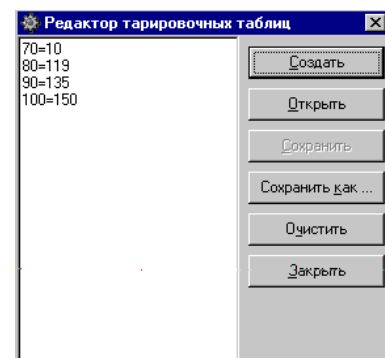 Редактор тарировочных таблиц
70=10
80=119
90=135
100=150
Создать
Открыть
Сохранить
Сохранить как ...
Очистить
Закрыть